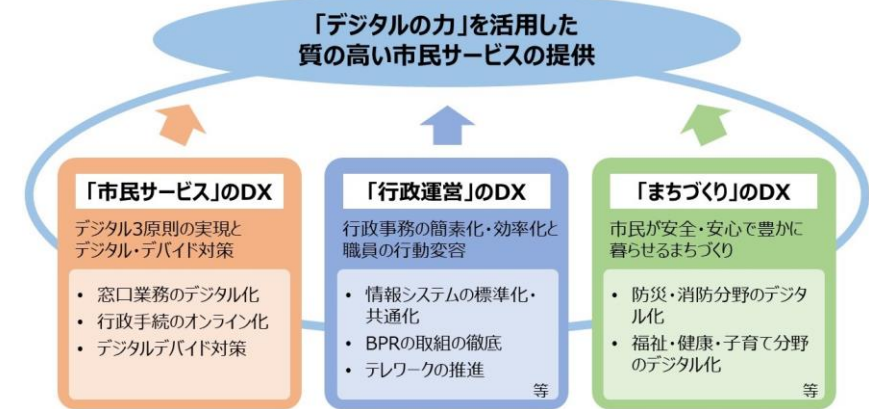 「デジタルの力」を活用した
質の高い市民サービスの提供
「市民サービス」のDX
デジタル3原則の実現と
デジタル・デバイド対策
• 窓口業務のデジタル化
• 行政手続のオンライン化
• デジタルデバイド対策
「行政運営」のDX
行政事務の簡素化・効率化と
職員の行動変容
• 情報システムの標準化・
共通化
• BPRの取組の徹底
• テレワークの推進
等
「まちづくり」のDX
市民が安全・安心で豊かに
暮らせるまちづくり
• 防災・消防分野のデジタ
ル化
• 福祉・健康・子育て分野
のデジタル化
等